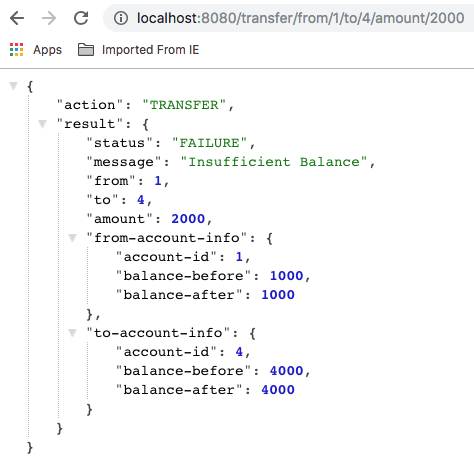 localhost:8080/transfer/from/1/to/4/amount/2000
Apps Imported From IE
{
"action": "TRANSFER",
"result": {
"status": "FAILURE",
"message": "Insufficient Balance",
"from": 1,
"to": 4,
"amount": 2000,
"from-account-info": {
"account-id": 1,
"balance-before": 1000,
"balance-after": 1000
},
"to-account-info": {
"account-id": 4,
"balance-before": 4000,
"balance-after": 4000
}
}
}